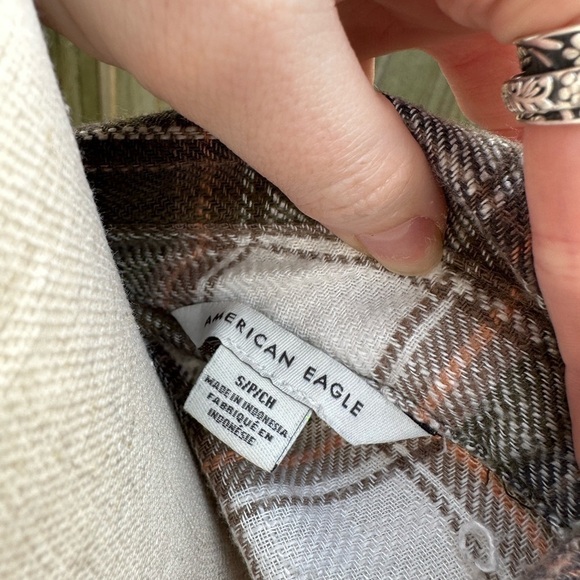 AMERICAN EAGLE
S/P/CH
MADE IN INDONESIA
FABRIQUÉ EN
INDONÉSIE